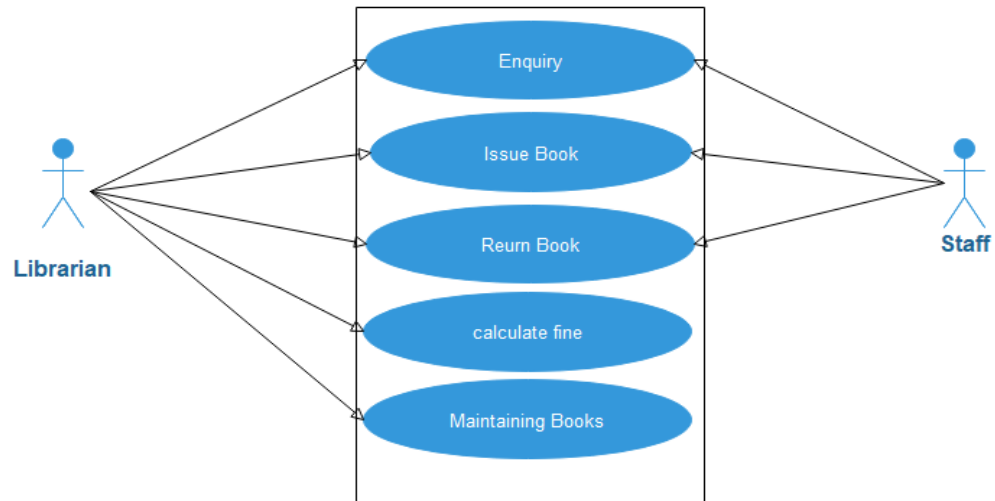 Enquiry
Issue Book
Reurn Book
calculate fine
Maintaining Books
Librarian
Staff